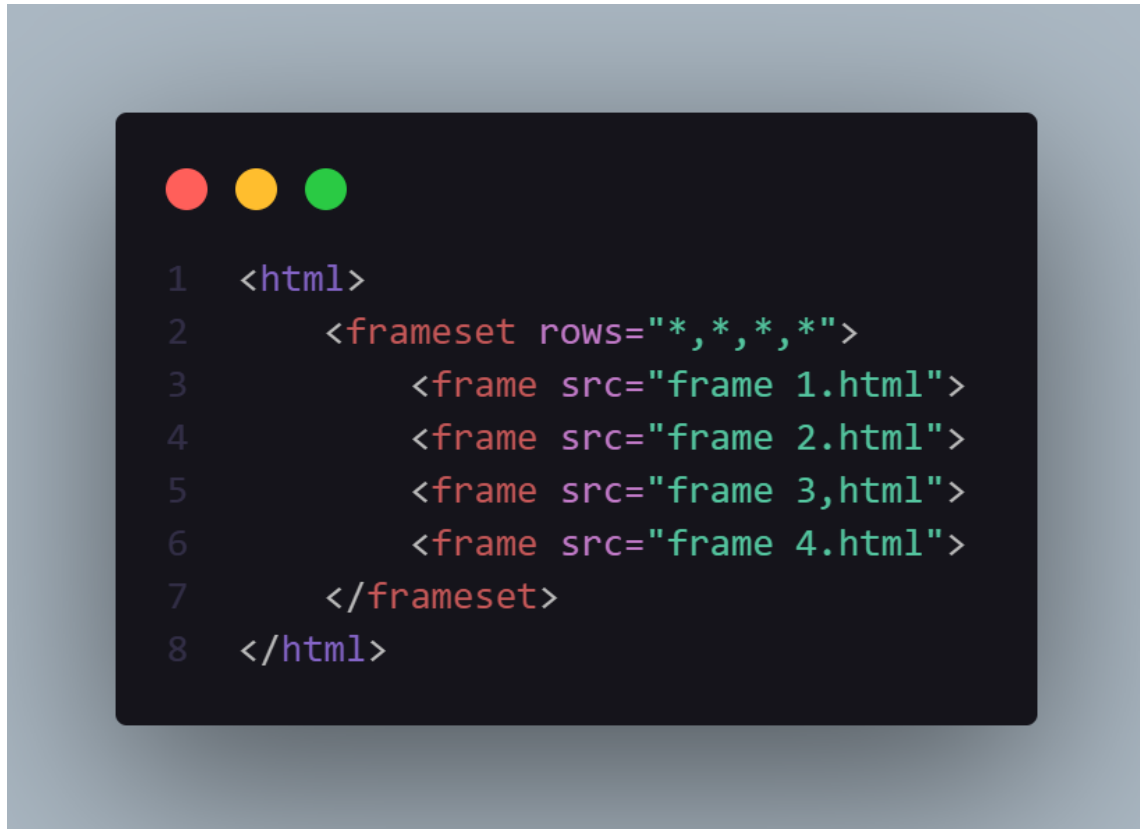 1 <html>
2 <frameset rows="*,*,*,*">
3 <frame src="frame 1.html">
4 <frame src="frame 2.html">
5 <frame src="frame 3,html">
6 <frame src="frame 4.html">
7 </frameset>
8 </html>